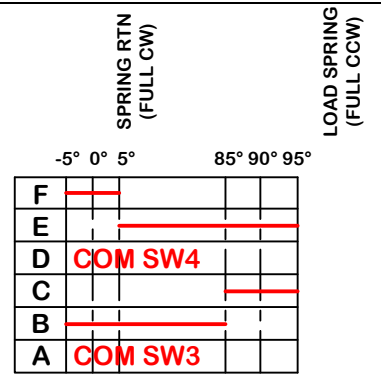 SPRING RTN
(FULL CW)
LOAD SPRING
(FULL CCW)
-5° 0° 5° 85° 90° 95°
F
E
D COM SW4
C
B
A COM SW3